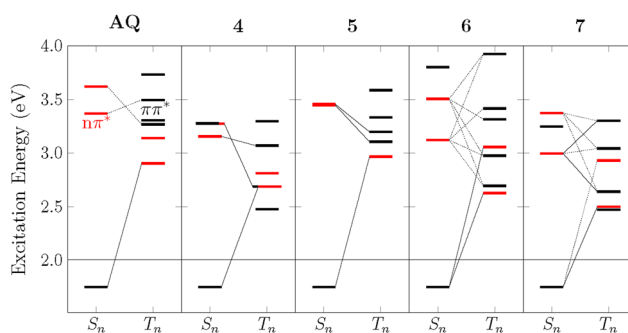 AQ 4 5 6 7
Excitation Energy (eV)
4.0
3.5
3.0
2.5
2.0
nπ*
ππ*
Sₙ Tₙ Sₙ Tₙ Sₙ Tₙ Sₙ Tₙ Sₙ Tₙ